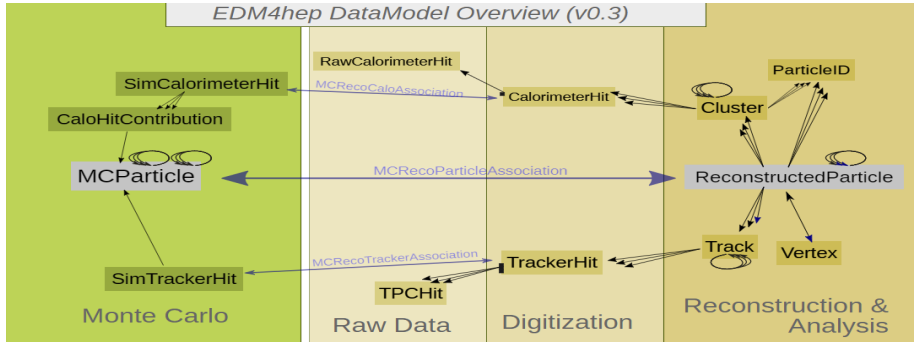 EDM4hep DataModel Overview (v0.3)
RawCalorimeterHit
ParticleID
SimCalorimeterHit
MCRecoCaloAssociation
CalorimeterHit
Cluster
CaloHitContribution
MCParticle
MCRecoParticleAssociation
ReconstructedParticle
MCRecoTrackerAssociation
Track
Vertex
SimTrackerHit
TrackerHit
TPCHit
Monte Carlo
Raw Data
Digitization
Reconstruction &
Analysis